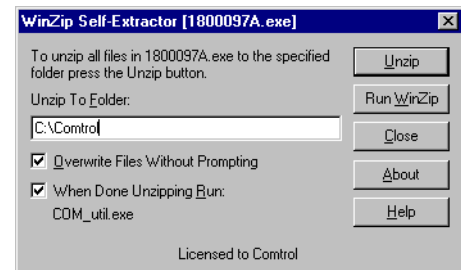 WinZip Self-Extractor [1800097A.exe]
To unzip all files in 1800097A.exe to the specified
folder press the Unzip button.
Unzip To Folder:
C:\Comtrol
Overwrite Files Without Prompting
When Done Unzipping Run:
COM_util.exe
Unzip
Run WinZip
Close
About
Help
Licensed to Comtrol